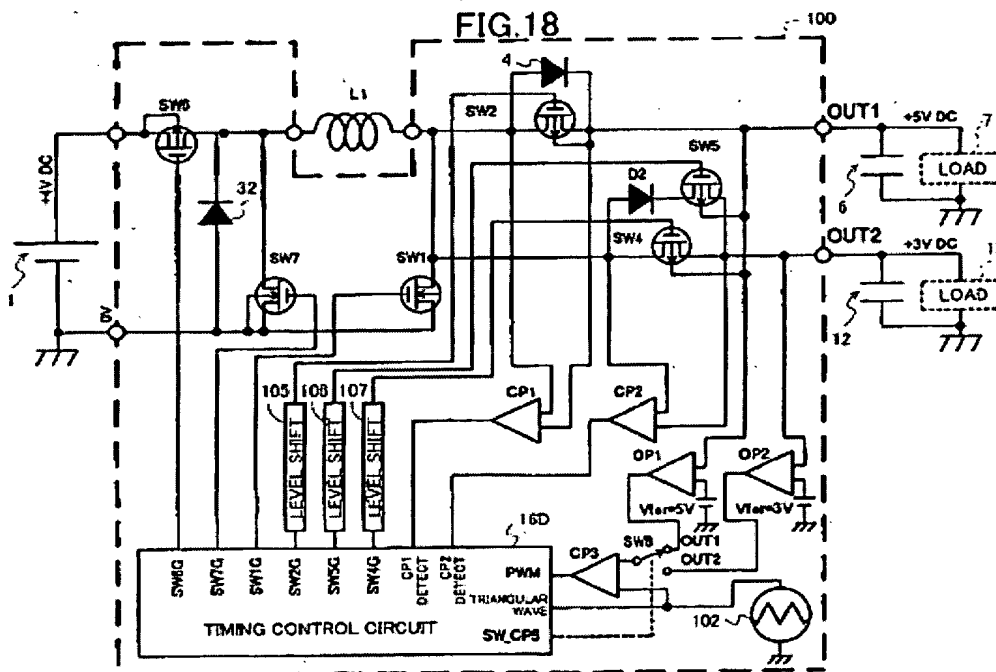 FIG.18
100
4
L1
SW6
SW2
OUT1
+5V DC
7
SW5
LOAD
+4V DC
32
D2
6
SW4
OUT2
+3V DC
SW7
SW1
LOAD
0V
12
105
106
107
CP1
CP2
LEVEL SHIFT
LEVEL SHIFT
LEVEL SHIFT
OP1
OP2
Vref=5V
Vref=3V
16D
SW8
OUT1
OUT2
CP3
SW6G
SW7G
SW1G
SW2G
SW5G
SW4G
CP1 DETECT
CP2 DETECT
PWM
TRIANGULAR
WAVE
102
TIMING CONTROL CIRCUIT
SW_CP5